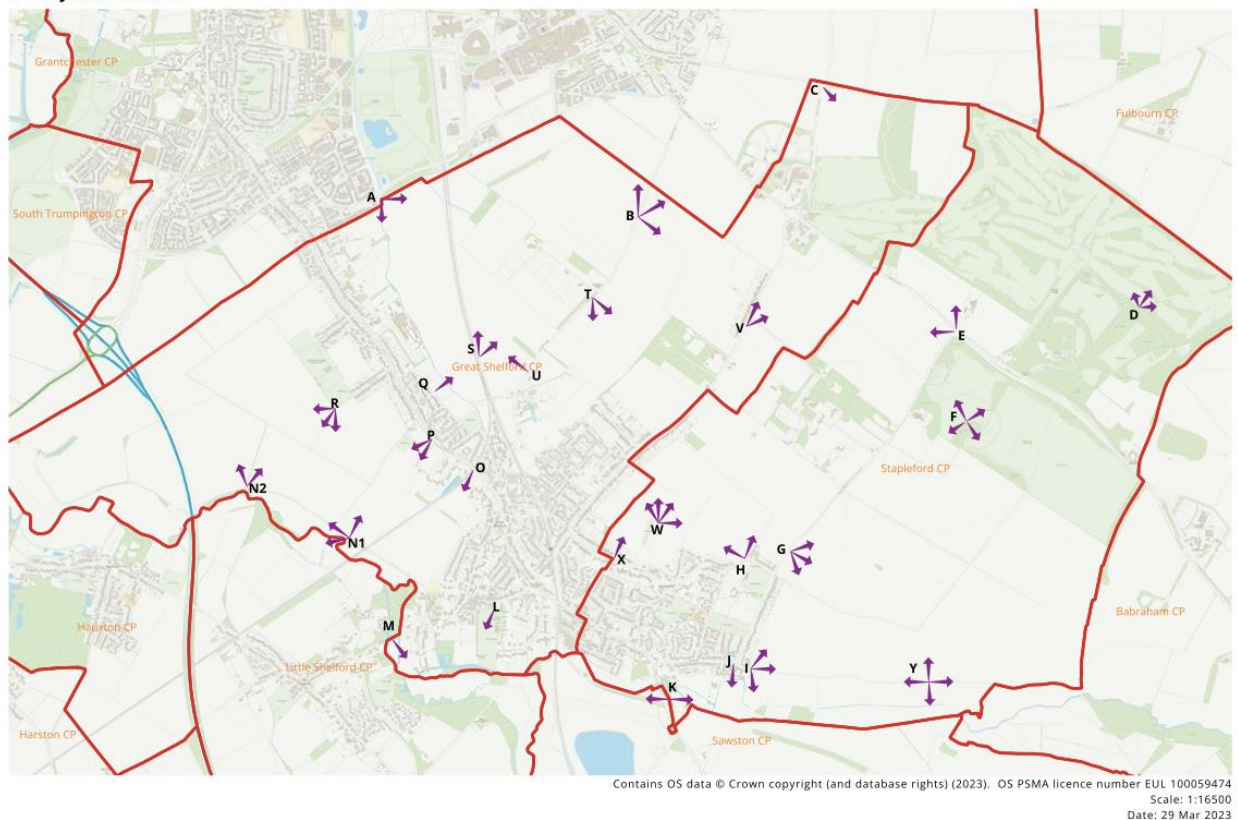 Grantchester CP
C
Fulbourn CP
A
South Trumpington CP
B
T
D
V
E
S
Great Shelford CP
U
Q
R
F
P
O
Stapleford CP
N2
W
N1
X
H
G
L
Babraham CP
M
Hauxton CP
Little Shelford CP
J
I
Y
K
Harston CP
Sawston CP
Contains OS data © Crown copyright (and database rights) (2023). OS PSMA licence number EUL 100059474
Scale: 1:16500
Date: 29 Mar 2023